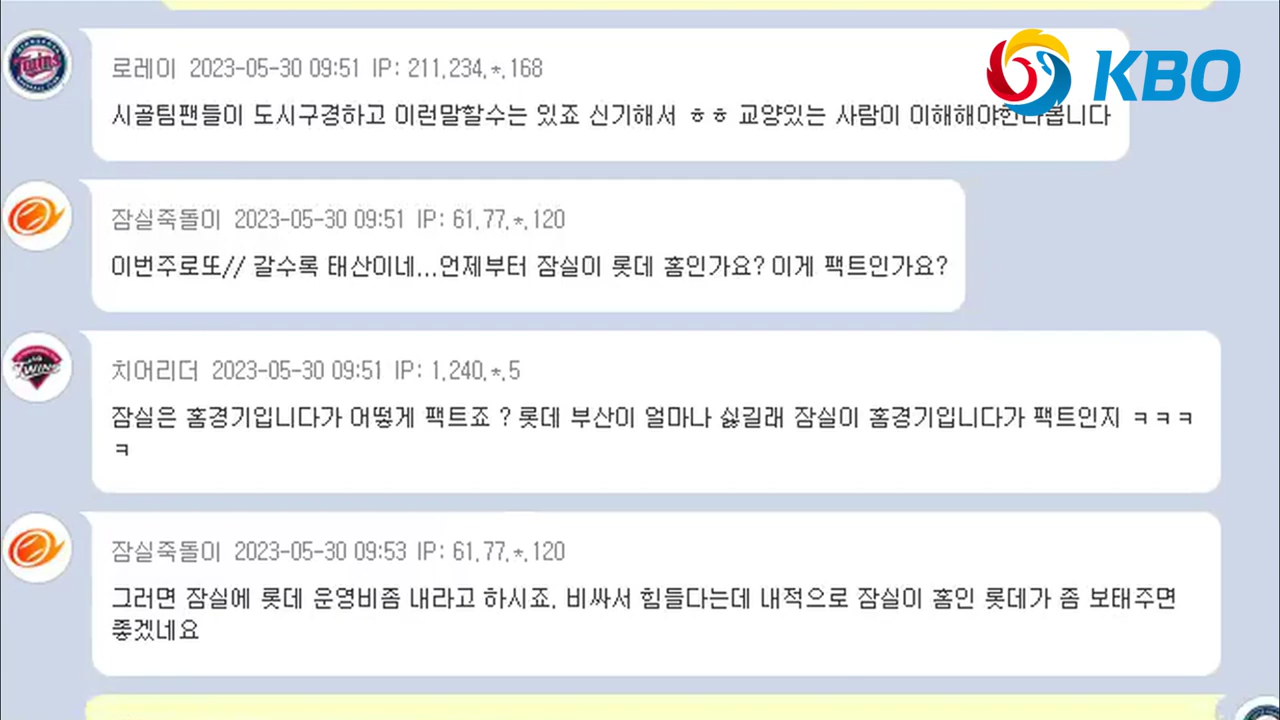 로레이 2023-05-30 09:51 IP: 211.234.*.168
KBO
시골팀팬들이 도시구경하고 이런말할수는 있죠 신기해서 ㅎㅎ 교양있는 사람이 이해해야한다봅니다
잠실죽돌이 2023-05-30 09:51 IP: 61.77.*.120
이번주로또// 갈수록 태산이네...언제부터 잠실이 롯데 홈인가요? 이게 팩트인가요?
치어리더 2023-05-30 09:51 IP: 1.240.*.5
잠실은 홈경기입니다가 어떻게 팩트죠 ? 롯데 부산이 얼마나 싫길래 잠실이 홈경기입니다가 팩트인지 ㅋㅋㅋ
ㅋ
잠실죽돌이 2023-05-30 09:53 IP: 61.77.*.120
그러면 잠실에 롯데 운영비좀 내라고 하시죠. 비싸서 힘들다는데 내적으로 잠실이 홈인 롯데가 좀 보태주면
좋겠네요